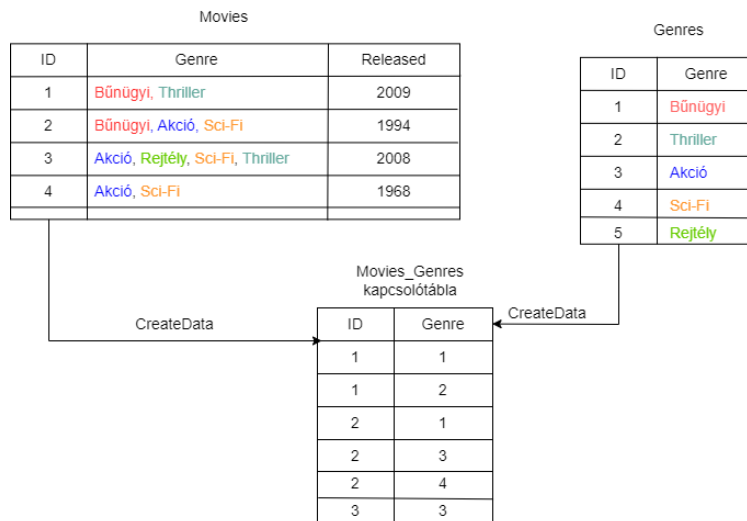 Movies
ID Genre Released
1 Bűnügyi, Thriller 2009
2 Bűnügyi, Akció, Sci-Fi 1994
3 Akció, Rejtély, Sci-Fi, Thriller 2008
4 Akció, Sci-Fi 1968
Genres
ID Genre
1 Bűnügyi
2 Thriller
3 Akció
4 Sci-Fi
5 Rejtély
CreateData
CreateData
Movies_Genres
kapcsolótábla
ID Genre
1 1
1 2
2 1
2 3
2 4
3 3